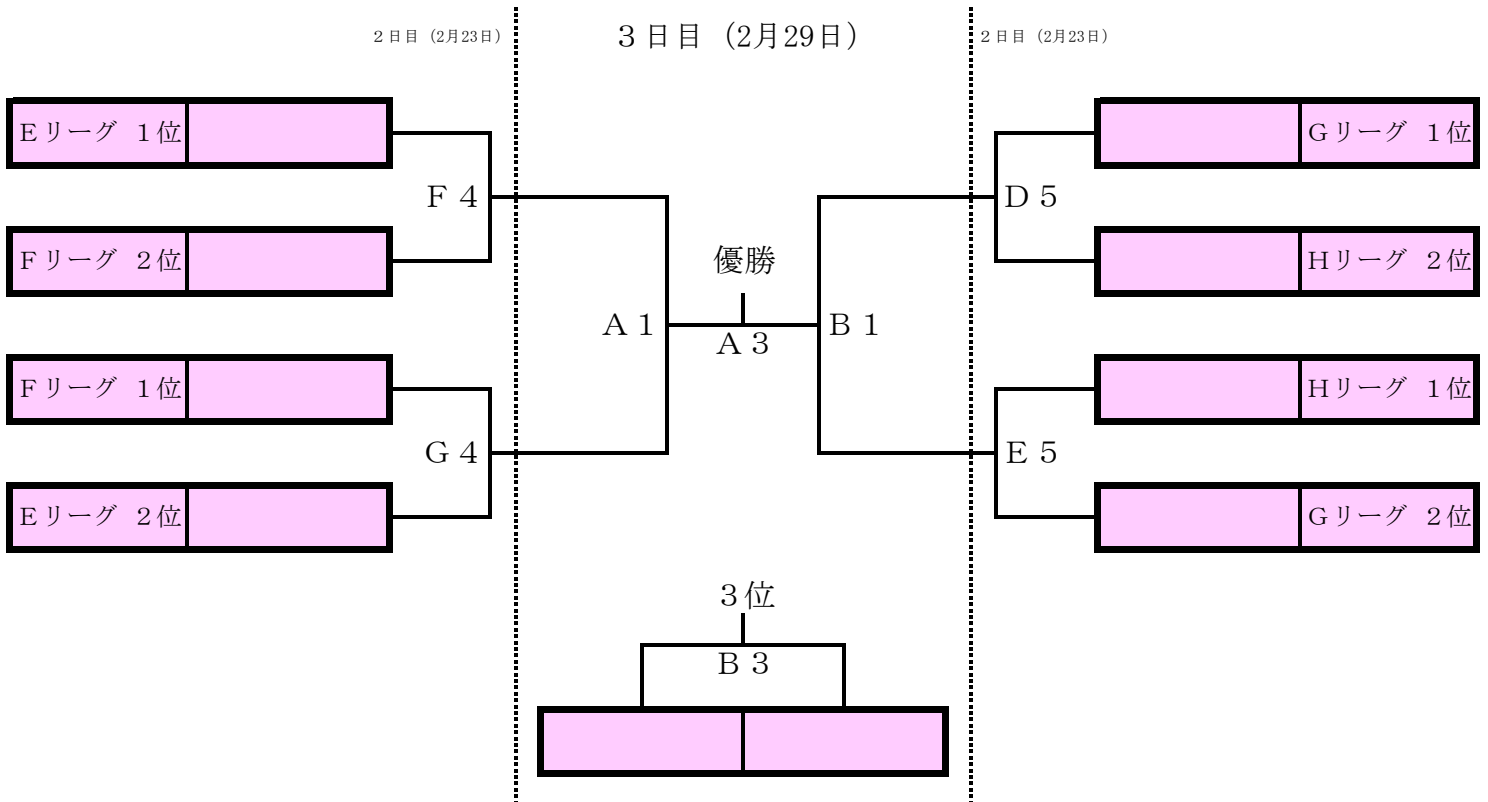 ２日目（2月23日）
３日目（2月29日）
２日目（2月23日）
Ｅリーグ １位
Ｇリーグ １位
Ｆ４
Ｄ５
Ｆリーグ ２位
優勝
Ｈリーグ ２位
Ａ１
Ａ３
Ｂ１
Ｆリーグ １位
Ｈリーグ １位
Ｇ４
Ｅ５
Ｅリーグ ２位
Ｇリーグ ２位
３位
Ｂ３